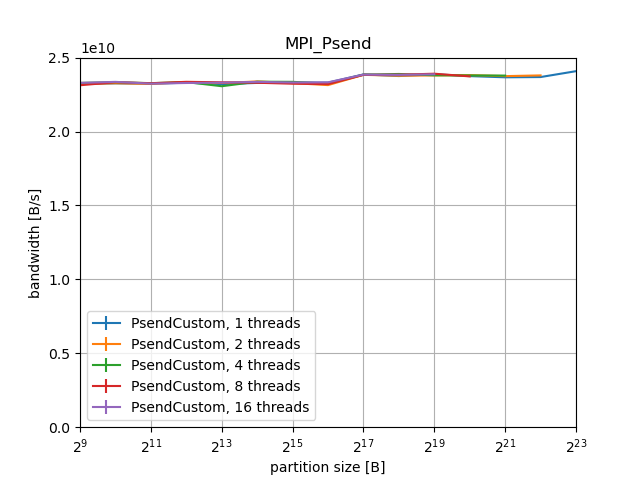 MPI_Psend
1e10
2.5
2.0
1.5
1.0
0.5
0.0
bandwidth [B/s]
PsendCustom, 1 threads
PsendCustom, 2 threads
PsendCustom, 4 threads
PsendCustom, 8 threads
PsendCustom, 16 threads
2^9 2^11 2^13 2^15 2^17 2^19 2^21 2^23
partition size [B]